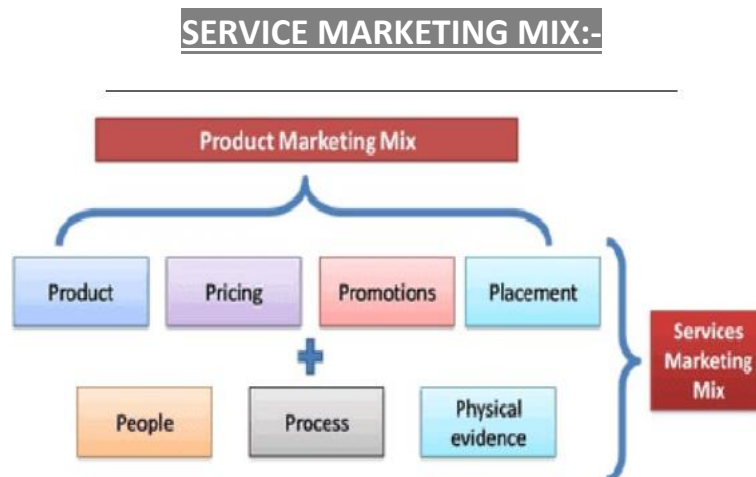 SERVICE MARKETING MIX:-
Product Marketing Mix
Product
Pricing
Promotions
Placement
People
Process
Physical
evidence
Services
Marketing
Mix